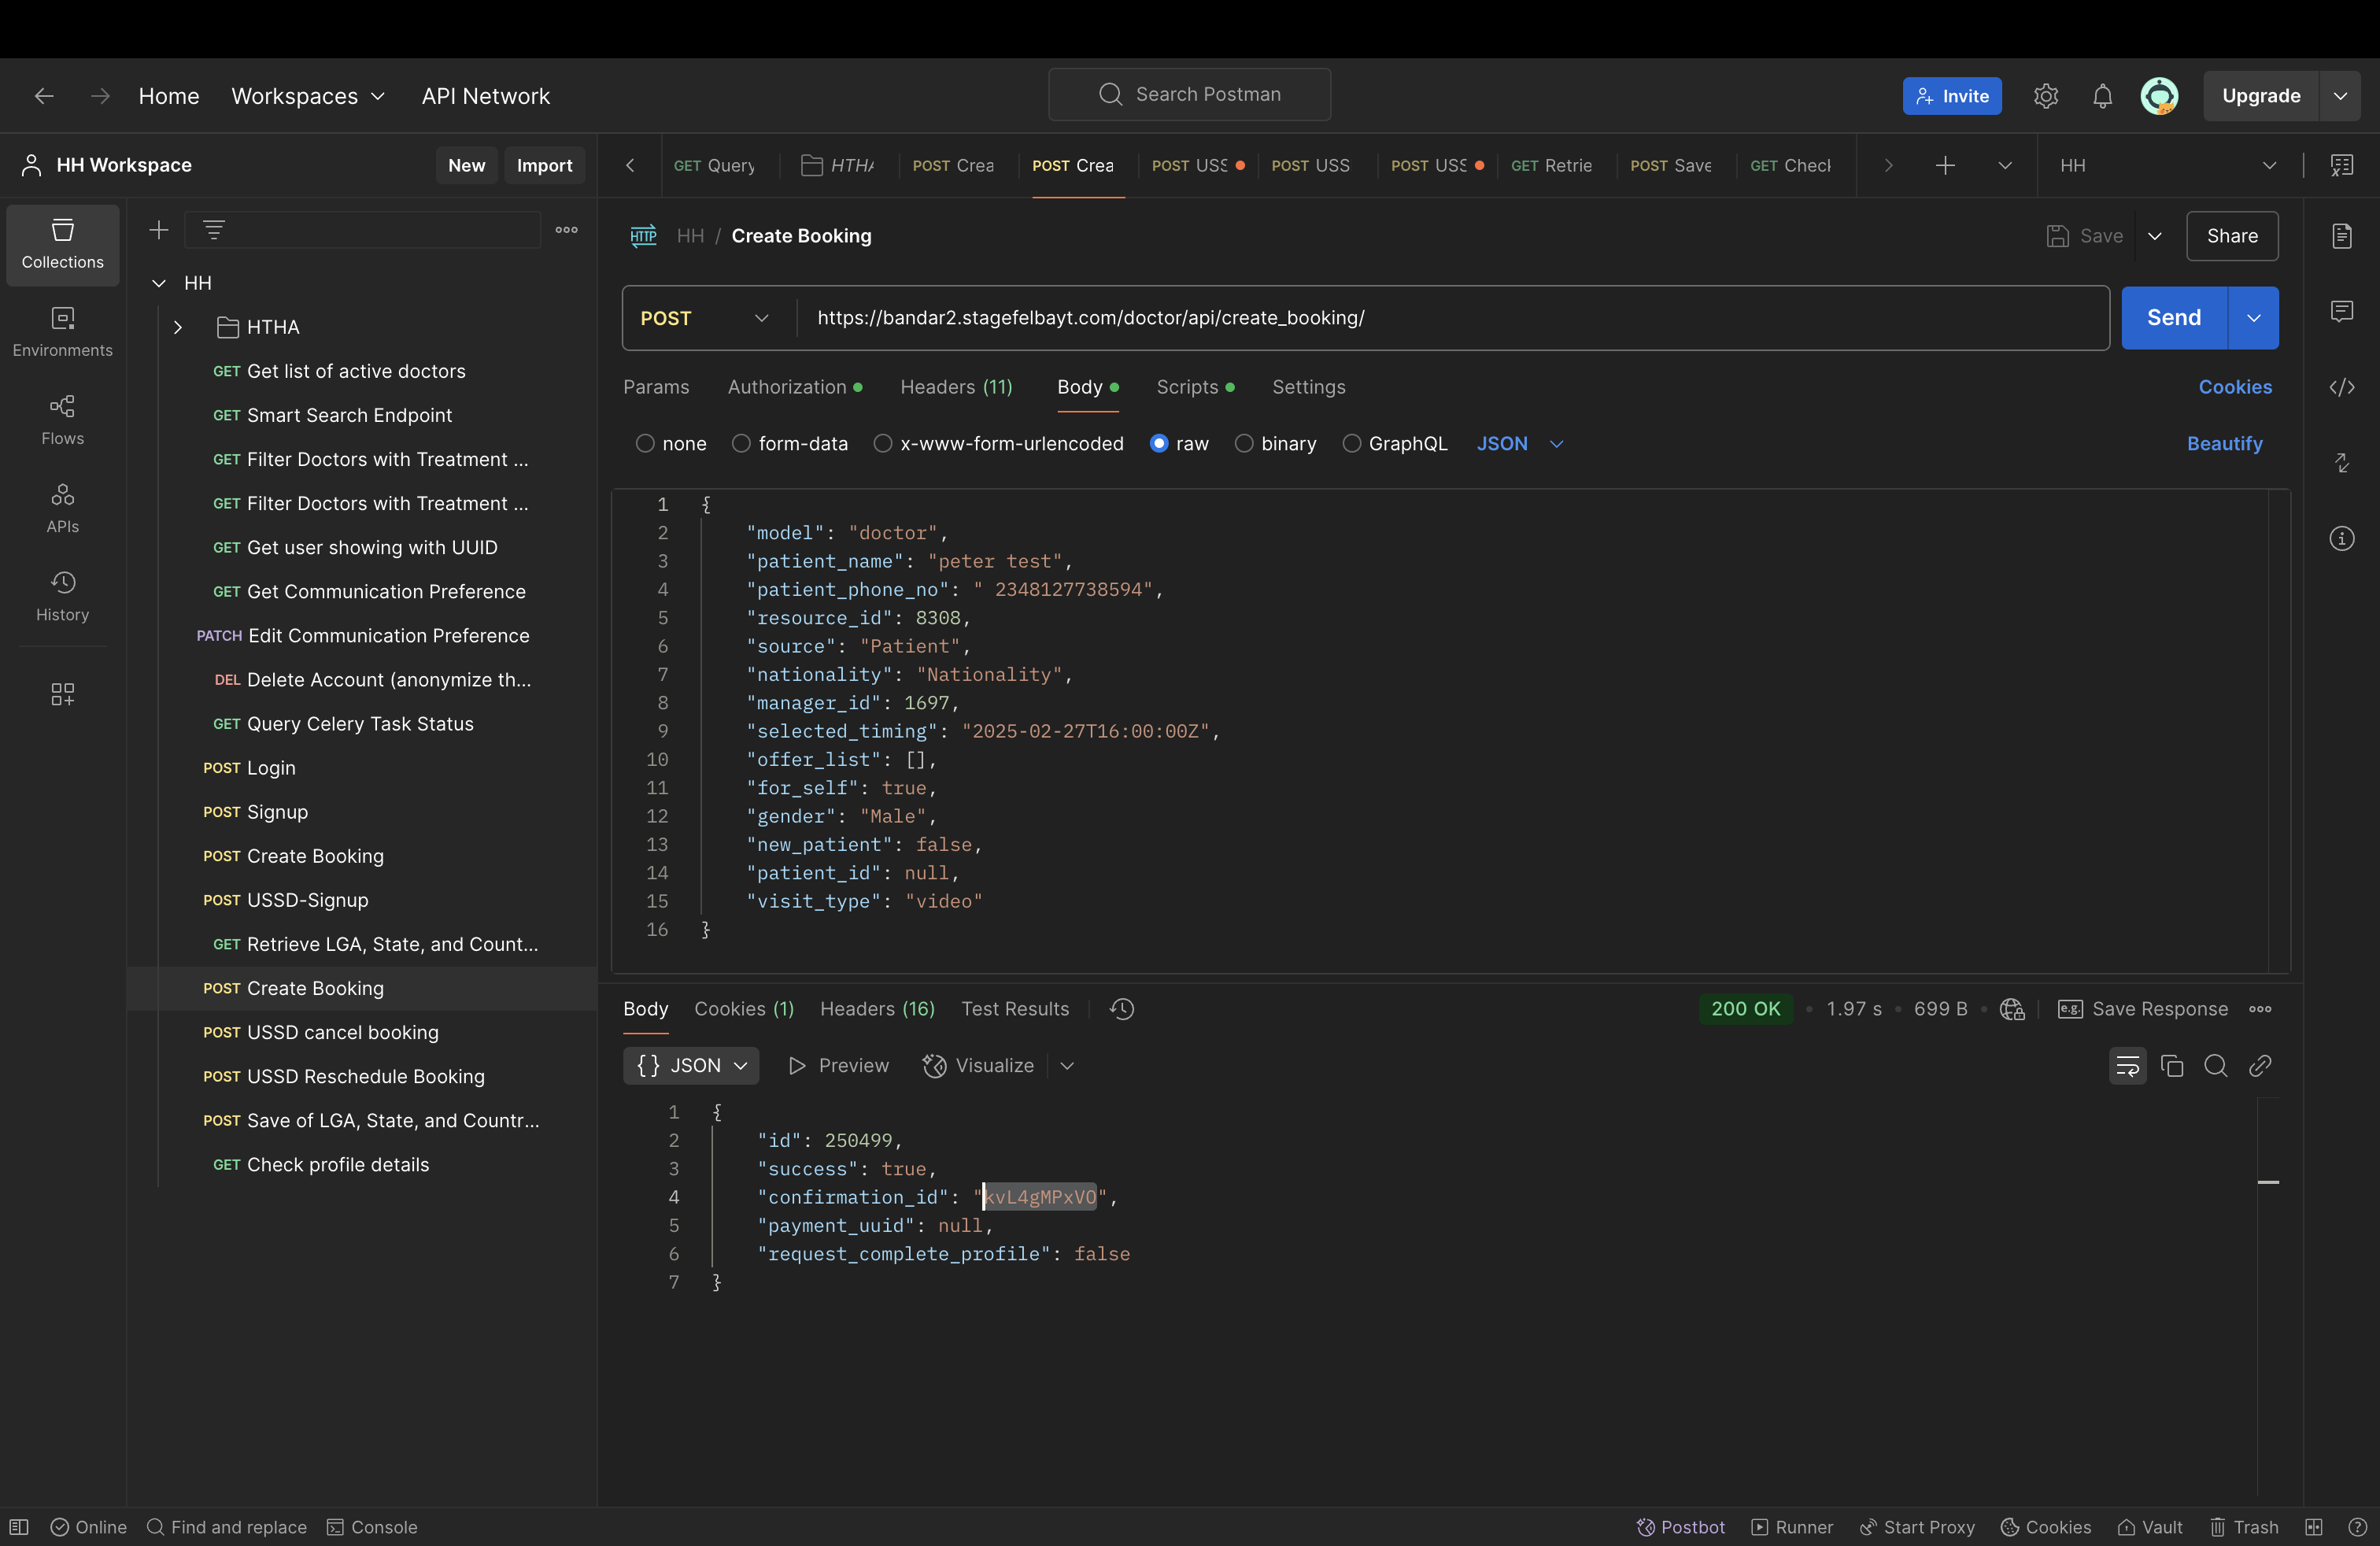 Home Workspaces API Network Search Postman Invite Upgrade
HH Workspace New Import GET Query HTHA POST Crea POST Crea POST USS POST USS POST USS GET Retrie POST Save GET Check HH
Collections
Environments
Flows
APIs
History
HH
HTHA
GET Get list of active doctors
GET Smart Search Endpoint
GET Filter Doctors with Treatment ...
GET Filter Doctors with Treatment ...
GET Get user showing with UUID
GET Get Communication Preference
PATCH Edit Communication Preference
DEL Delete Account (anonymize th...
GET Query Celery Task Status
POST Login
POST Signup
POST Create Booking
POST USSD-Signup
GET Retrieve LGA, State, and Count...
POST Create Booking
POST USSD cancel booking
POST USSD Reschedule Booking
POST Save of LGA, State, and Countr...
GET Check profile details
HTTP HH / Create Booking Save Share
POST https://bandar2.stagefelbayt.com/doctor/api/create_booking/ Send
Params Authorization Headers (11) Body Scripts Settings Cookies
none form-data x-www-form-urlencoded raw binary GraphQL JSON Beautify
1 {
2 "model": "doctor",
3 "patient_name": "peter test",
4 "patient_phone_no": " 2348127738594",
5 "resource_id": 8308,
6 "source": "Patient",
7 "nationality": "Nationality",
8 "manager_id": 1697,
9 "selected_timing": "2025-02-27T16:00:00Z",
10 "offer_list": [],
11 "for_self": true,
12 "gender": "Male",
13 "new_patient": false,
14 "patient_id": null,
15 "visit_type": "video"
16 }
Body Cookies (1) Headers (16) Test Results 200 OK • 1.97 s • 699 B • e.g. Save Response
{} JSON Preview Visualize
1 {
2 "id": 250499,
3 "success": true,
4 "confirmation_id": "kvL4gMPxVO",
5 "payment_uuid": null,
6 "request_complete_profile": false
7 }
Online Find and replace Console Postbot Runner Start Proxy Cookies Vault Trash